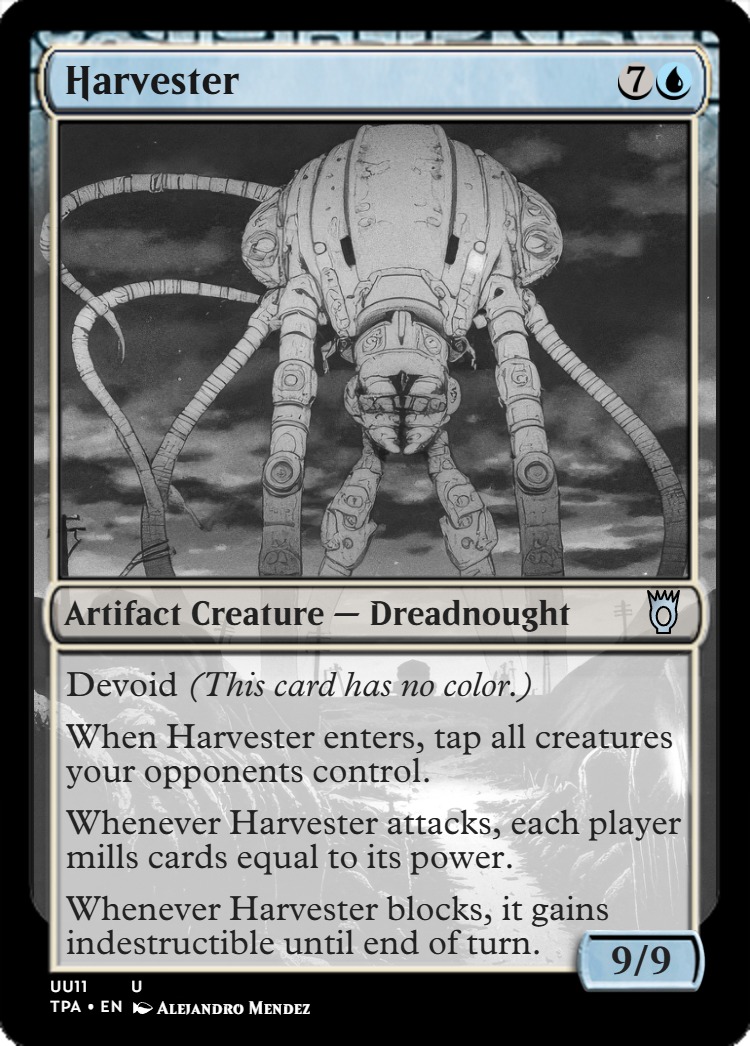 Harvester
7
Artifact Creature — Dreadnought
Devoid (This card has no color.)
When Harvester enters, tap all creatures
your opponents control.
Whenever Harvester attacks, each player
mills cards equal to its power.
Whenever Harvester blocks, it gains
indestructible until end of turn.
9/9
UU11 U
TPA • EN Alejandro Mendez